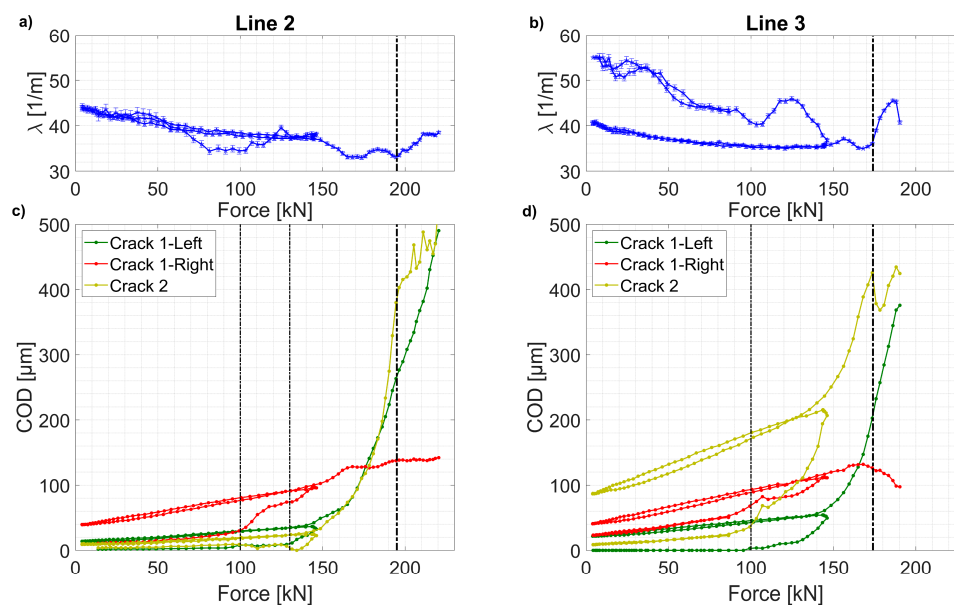 a)
Line 2
60
50
40
30
λ [1/m]
0
50
100
150
200
Force [kN]
b)
Line 3
60
50
40
30
λ [1/m]
0
50
100
150
200
Force [kN]
c)
500
400
300
200
100
0
COD [µm]
Crack 1-Left
Crack 1-Right
Crack 2
0
50
100
150
200
Force [kN]
d)
500
400
300
200
100
0
COD [µm]
Crack 1-Left
Crack 1-Right
Crack 2
0
50
100
150
200
Force [kN]